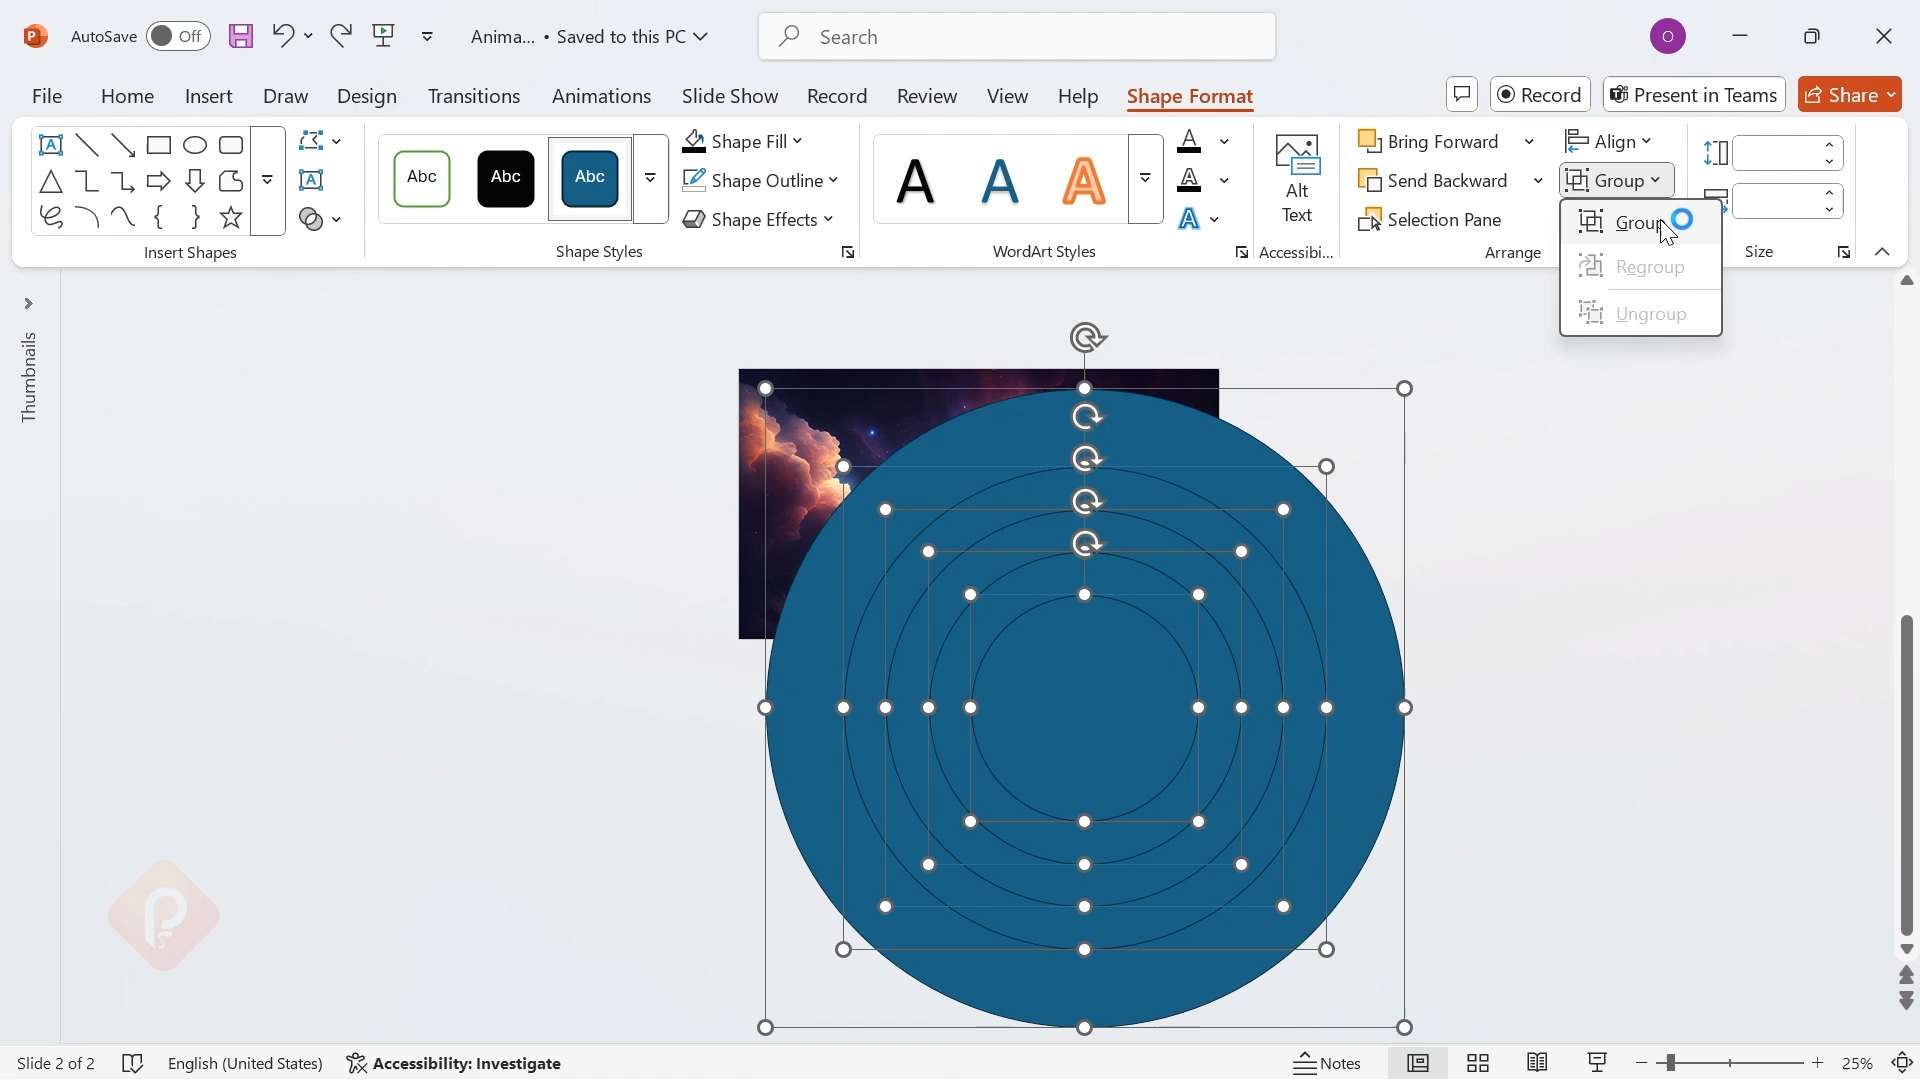 AutoSave Off Anima... • Saved to this PC Search O
File Home Insert Draw Design Transitions Animations Slide Show Record Review View Help Shape Format Record Present in Teams Share
A Abc Abc Abc Shape Fill A A A A Bring Forward Align
A Shape Outline A Alt Text Send Backward Group
Shape Effects A Selection Pane Group
Insert Shapes Shape Styles WordArt Styles Accessibi... Arrange Size
Regroup
Ungroup
Thumbnails
Slide 2 of 2 English (United States) Accessibility: Investigate Notes 25%